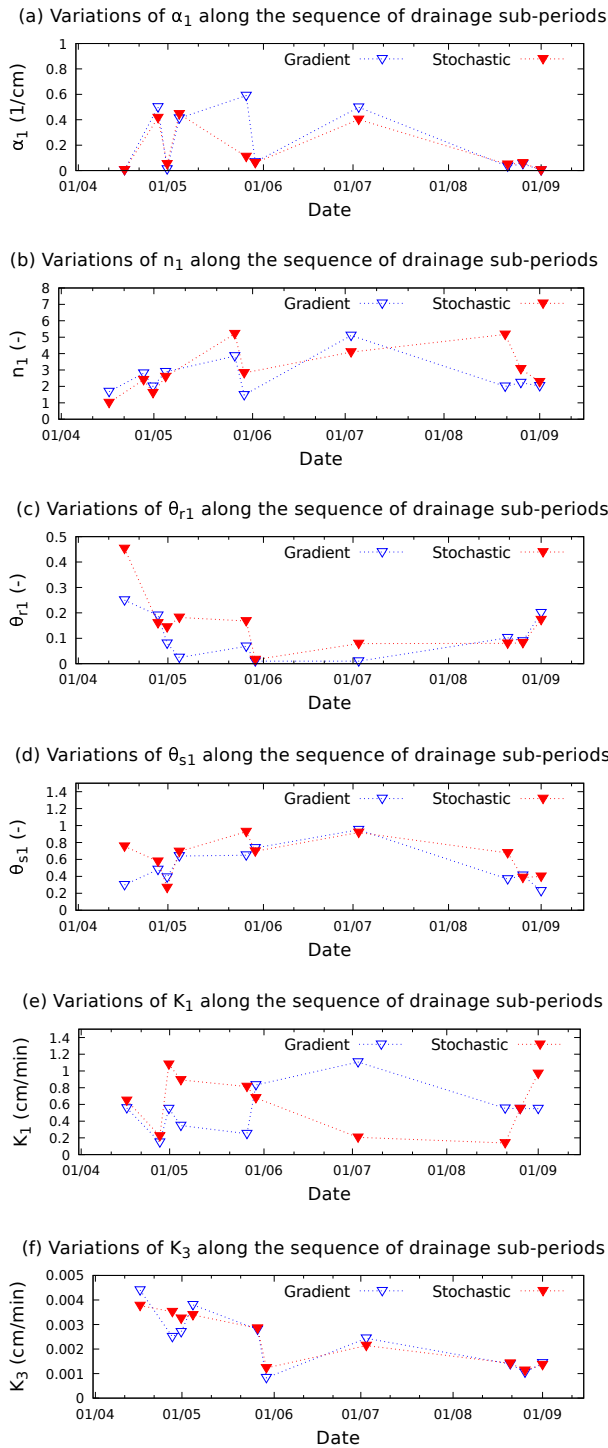 (a) Variations of α1 along the sequence of drainage sub-periods
Gradient Stochastic
α1 (1/cm)
1
0.8
0.6
0.4
0.2
0
01/04 01/05 01/06 01/07 01/08 01/09
Date
(b) Variations of n1 along the sequence of drainage sub-periods
Gradient Stochastic
n1 (-)
8
7
6
5
4
3
2
1
0
01/04 01/05 01/06 01/07 01/08 01/09
Date
(c) Variations of θr1 along the sequence of drainage sub-periods
Gradient Stochastic
θr1 (-)
0.5
0.4
0.3
0.2
0.1
0
01/04 01/05 01/06 01/07 01/08 01/09
Date
(d) Variations of θs1 along the sequence of drainage sub-periods
Gradient Stochastic
θs1 (-)
1.4
1.2
1
0.8
0.6
0.4
0.2
0
01/04 01/05 01/06 01/07 01/08 01/09
Date
(e) Variations of K1 along the sequence of drainage sub-periods
Gradient Stochastic
K1 (cm/min)
1.4
1.2
1
0.8
0.6
0.4
0.2
0
01/04 01/05 01/06 01/07 01/08 01/09
Date
(f) Variations of K3 along the sequence of drainage sub-periods
Gradient Stochastic
K3 (cm/min)
0.005
0.004
0.003
0.002
0.001
0
01/04 01/05 01/06 01/07 01/08 01/09
Date